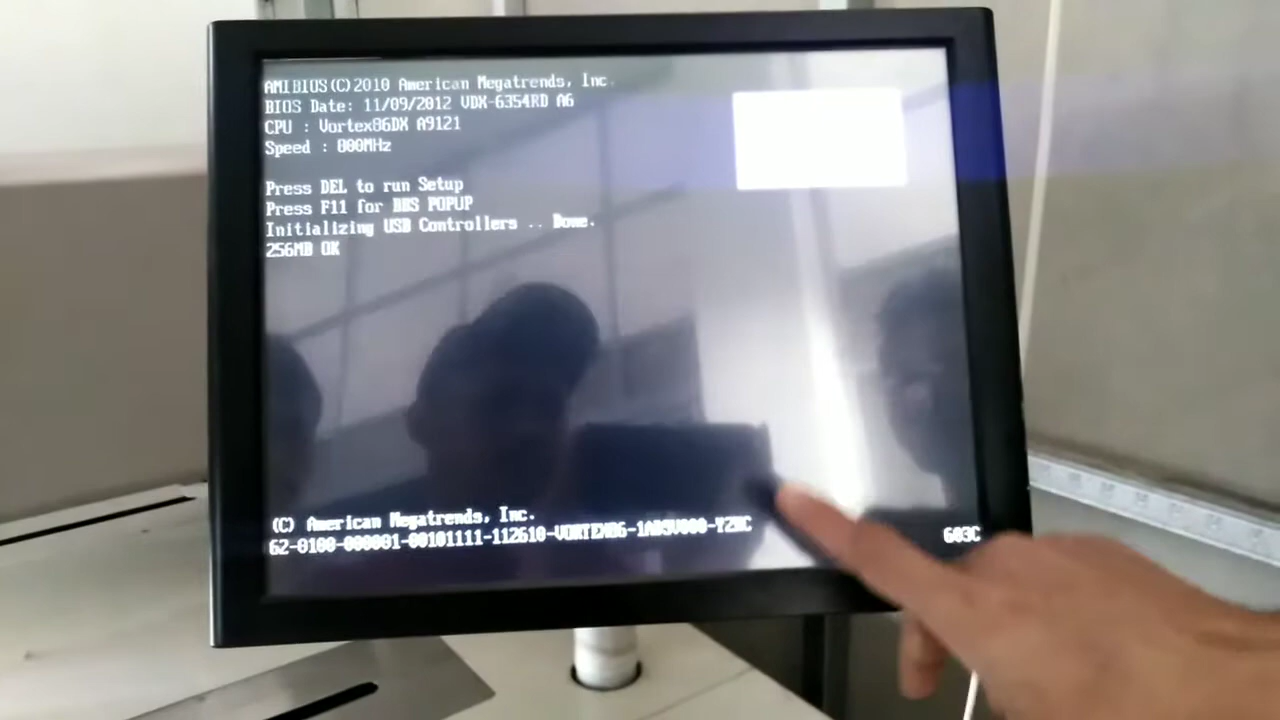 AMIBIOS(C)2010 American Megatrends, Inc.
BIOS Date: 11/09/2012 VDX-6354RD A6
CPU : Vortex86DX A9121
Speed : 800MHz
Press DEL to run Setup
Press F11 for BBS POPUP
Initializing USB Controllers .. Done.
256MB OK
(C) American Megatrends, Inc.
62-0100-000001-00101111-112610-VORTEX86-1ADSV000-Y2KC
603C